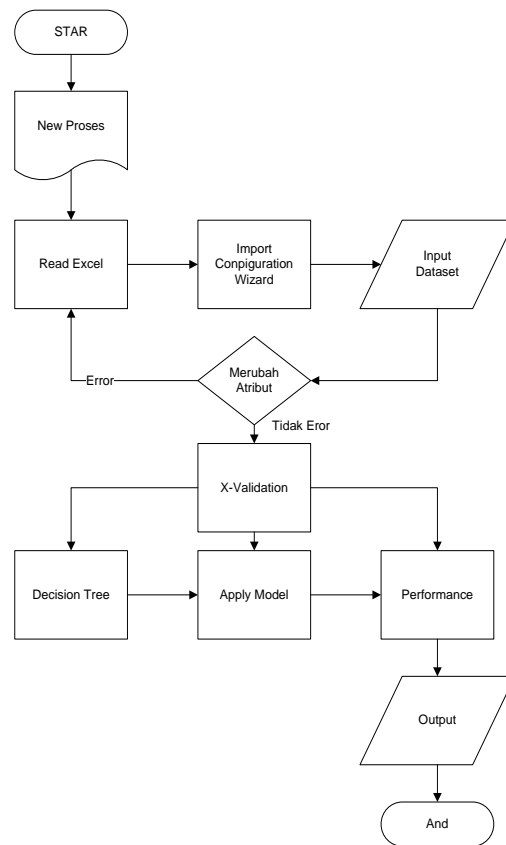 STAR
New Proses
Read Excel
Import
Conpiguration
Wizard
Input
Dataset
Merubah
Atribut
Error
Tidak Eror
X-Validation
Decision Tree
Apply Model
Performance
Output
And